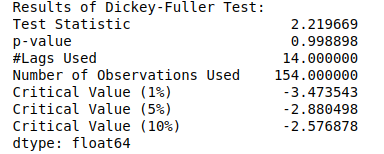 Results of Dickey-Fuller Test:
Test Statistic 2.219669
p-value 0.998898
#Lags Used 14.000000
Number of Observations Used 154.000000
Critical Value (1%) -3.473543
Critical Value (5%) -2.880498
Critical Value (10%) -2.576878
dtype: float64